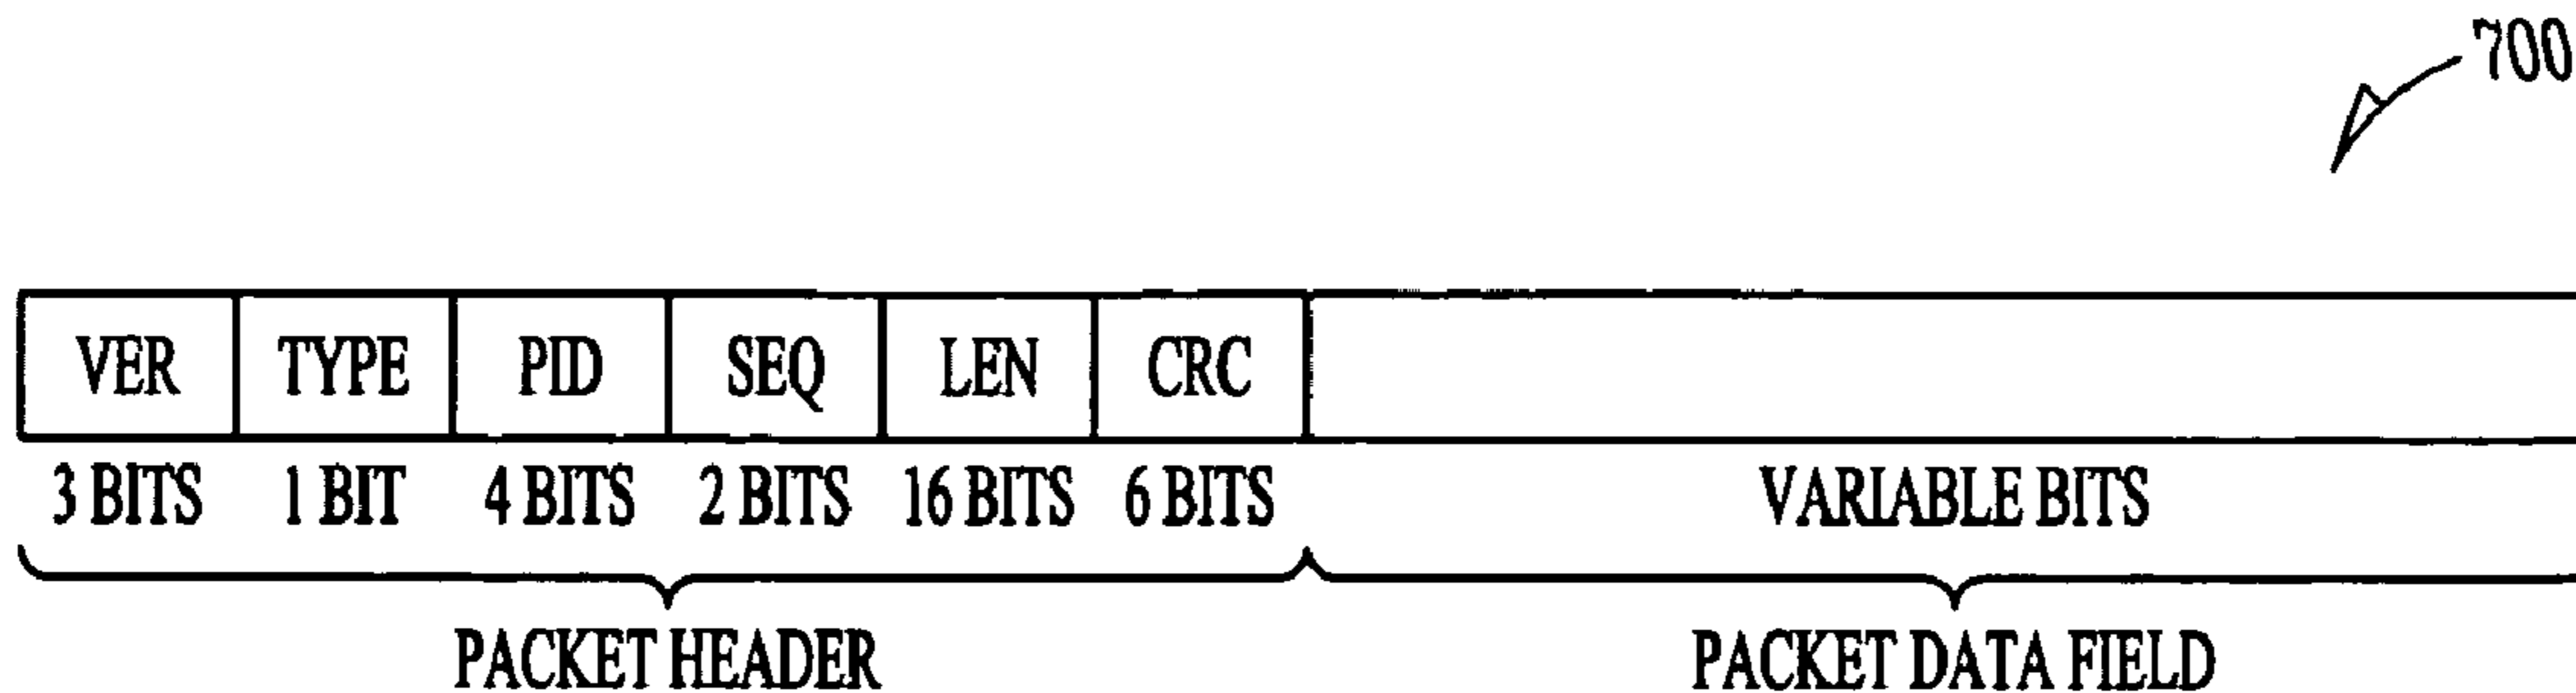 700
VER TYPE PID SEQ LEN CRC
3 BITS 1 BIT 4 BITS 2 BITS 16 BITS 6 BITS VARIABLE BITS
PACKET HEADER PACKET DATA FIELD